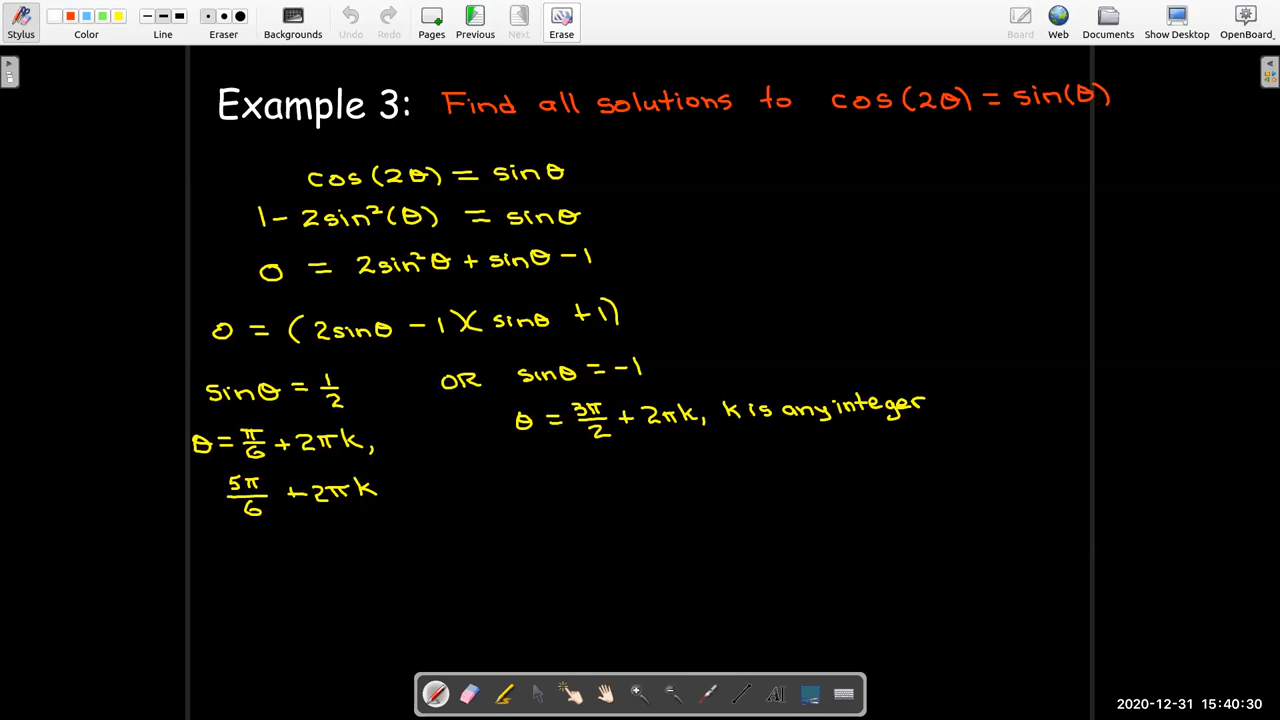 Stylus Color Line Eraser Backgrounds Undo Redo Pages Previous Next Erase Board Web Documents Show Desktop OpenBoard
Example 3: Find all solutions to cos(2θ) = sin(θ)
cos(2θ) = sinθ
1 - 2sin²(θ) = sinθ
0 = 2sin²θ + sinθ - 1
0 = (2sinθ - 1)(sinθ + 1)
sinθ = 1/2 OR sinθ = -1
θ = π/6 + 2πk,
θ = 3π/2 + 2πk, k is any integer
5π/6 + 2πk
AI
2020-12-31 15:40:30